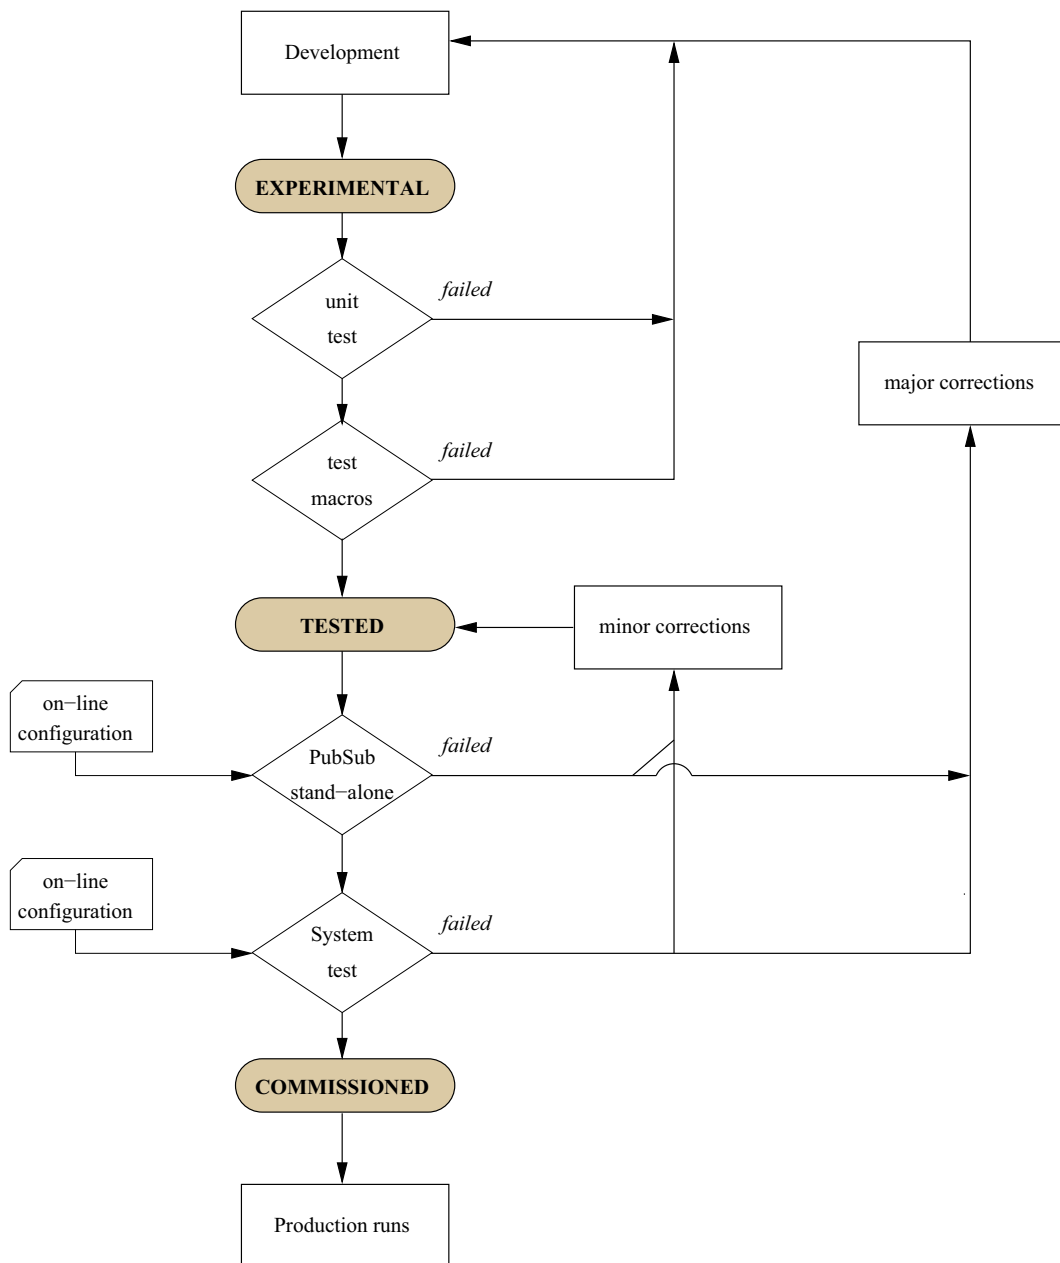 Development
EXPERIMENTAL
unit
test
failed
major corrections
test
macros
failed
TESTED
minor corrections
on−line
configuration
PubSub
stand−alone
failed
on−line
configuration
System
test
failed
COMMISSIONED
Production runs